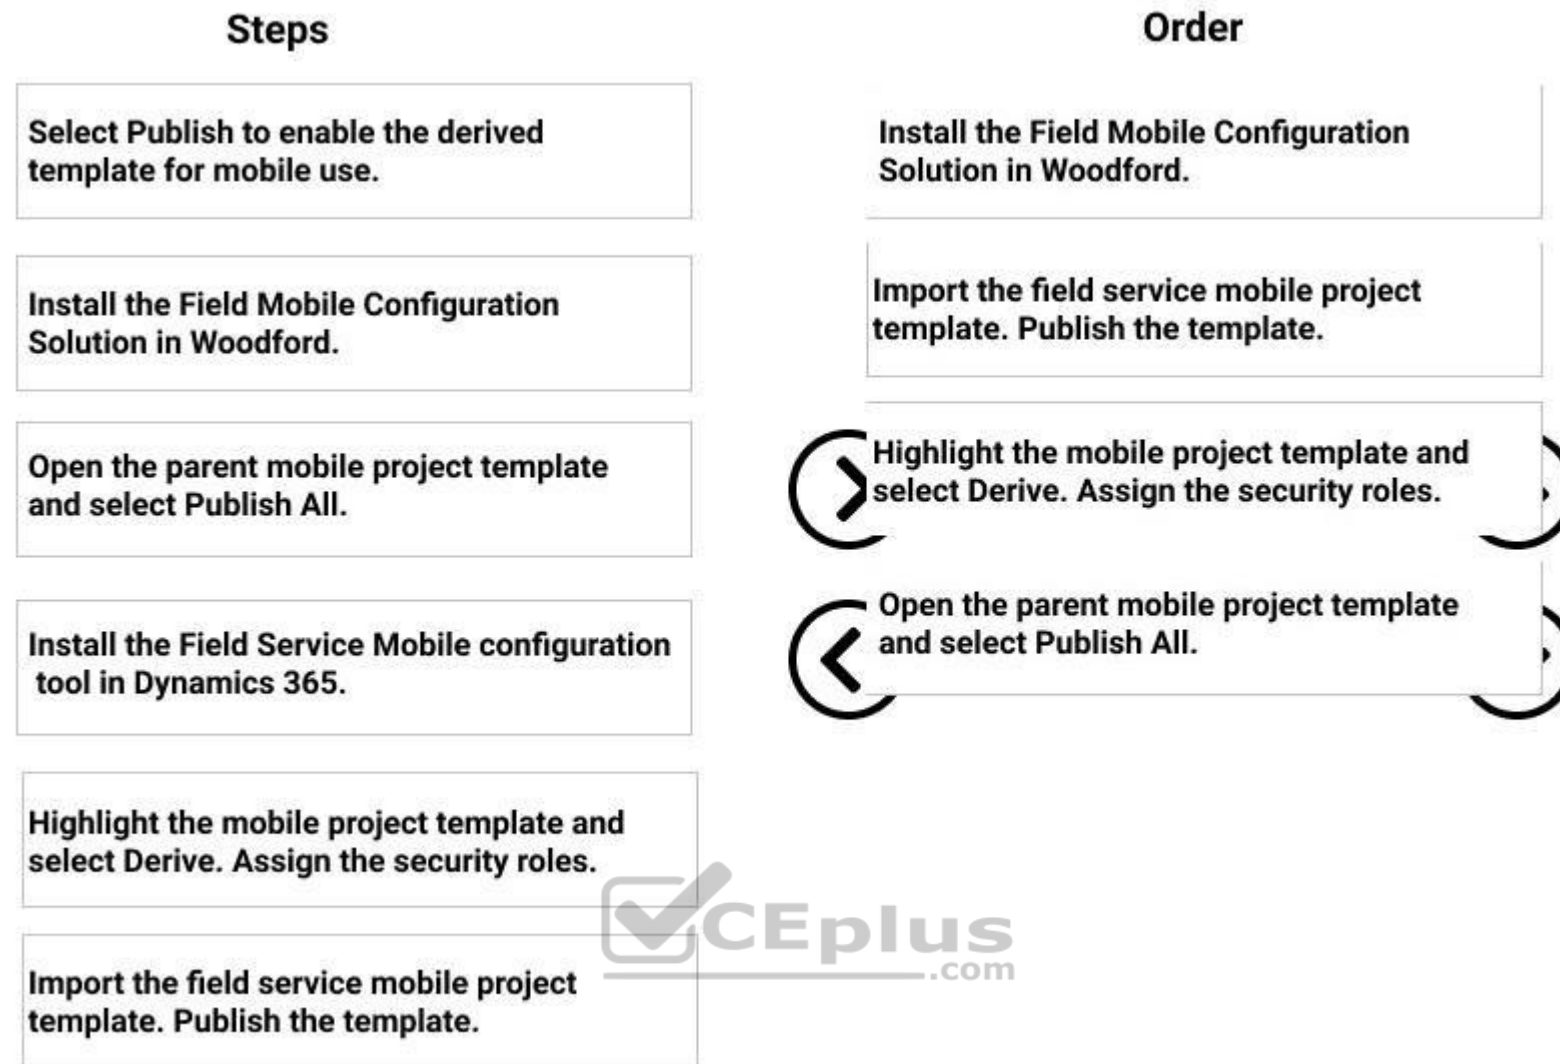 Steps
Select Publish to enable the derived
template for mobile use.
Install the Field Mobile Configuration
Solution in Woodford.
Open the parent mobile project template
and select Publish All.
Install the Field Service Mobile configuration
tool in Dynamics 365.
Highlight the mobile project template and
select Derive. Assign the security roles.
Import the field service mobile project
template. Publish the template.
Order
Install the Field Mobile Configuration
Solution in Woodford.
Import the field service mobile project
template. Publish the template.
Highlight the mobile project template and
select Derive. Assign the security roles.
Open the parent mobile project template
and select Publish All.
CEplus
.com